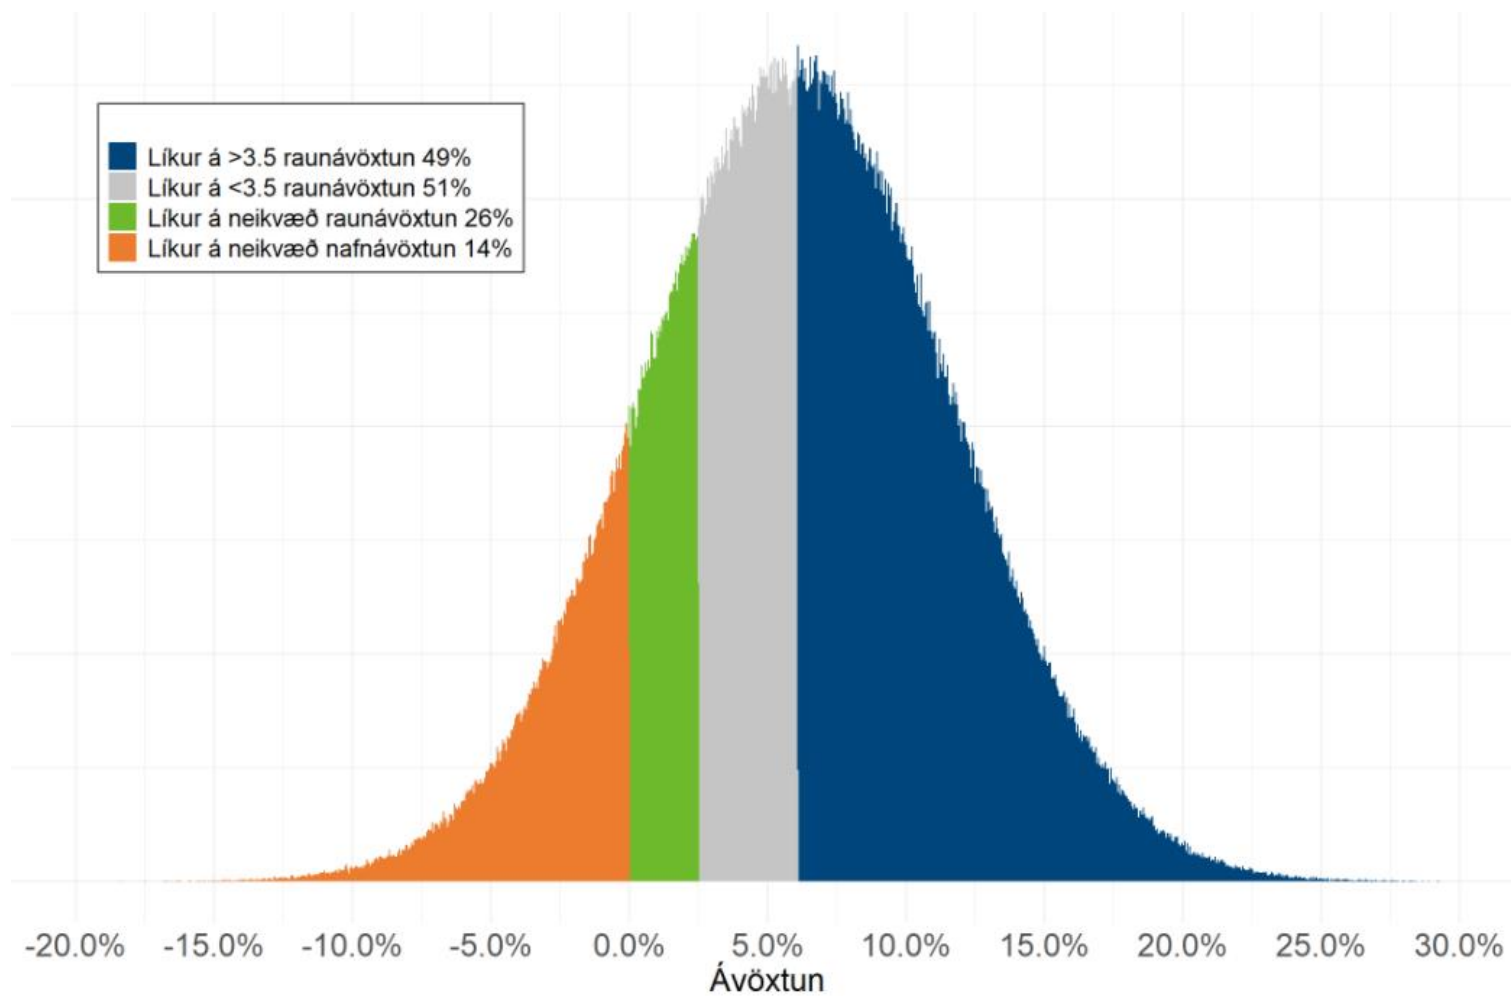 Líkur á >3.5 raunávöxtun 49%
Líkur á <3.5 raunávöxtun 51%
Líkur á neikvæð raunávöxtun 26%
Líkur á neikvæð nafnávöxtun 14%
-20.0% -15.0% -10.0% -5.0% 0.0% 5.0% 10.0% 15.0% 20.0% 25.0% 30.0%
Ávöxtun